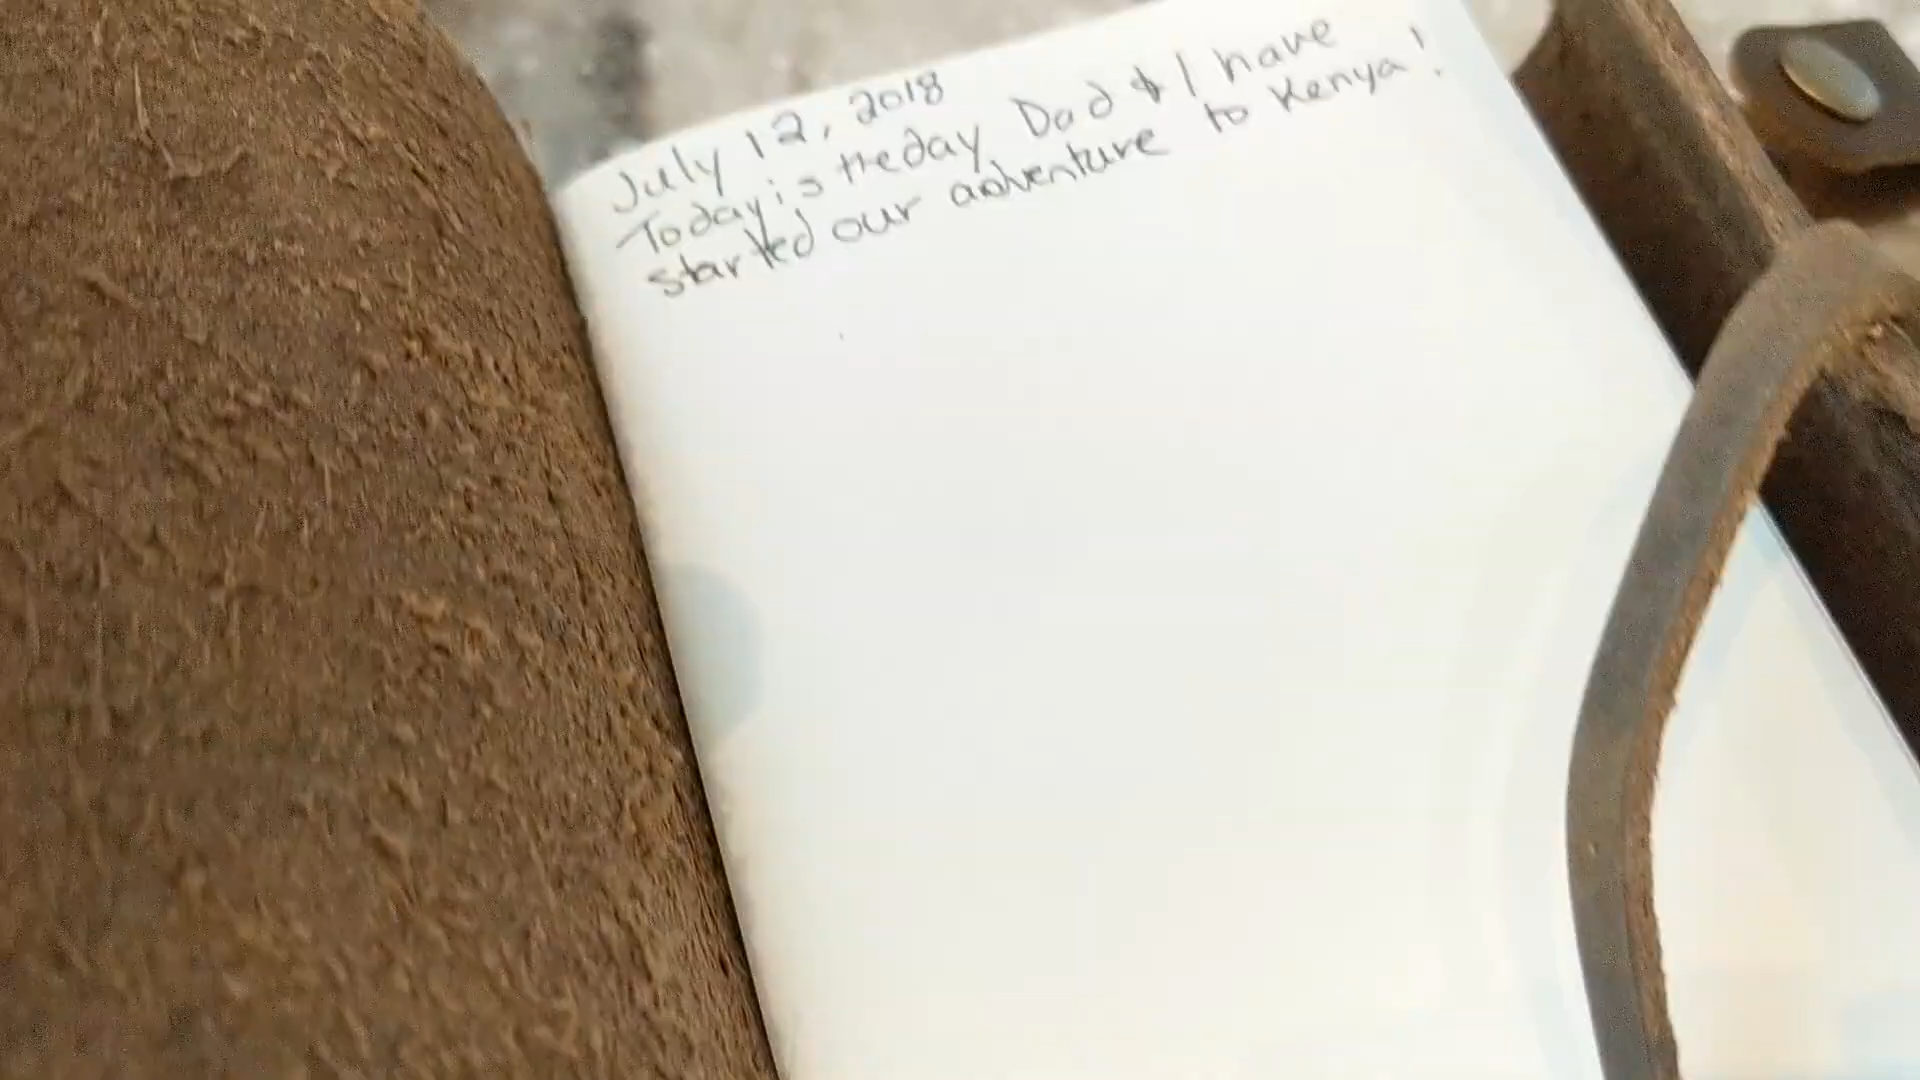 July 12, 2018
Today is the day Dad & I have
started our adventure to Kenya!